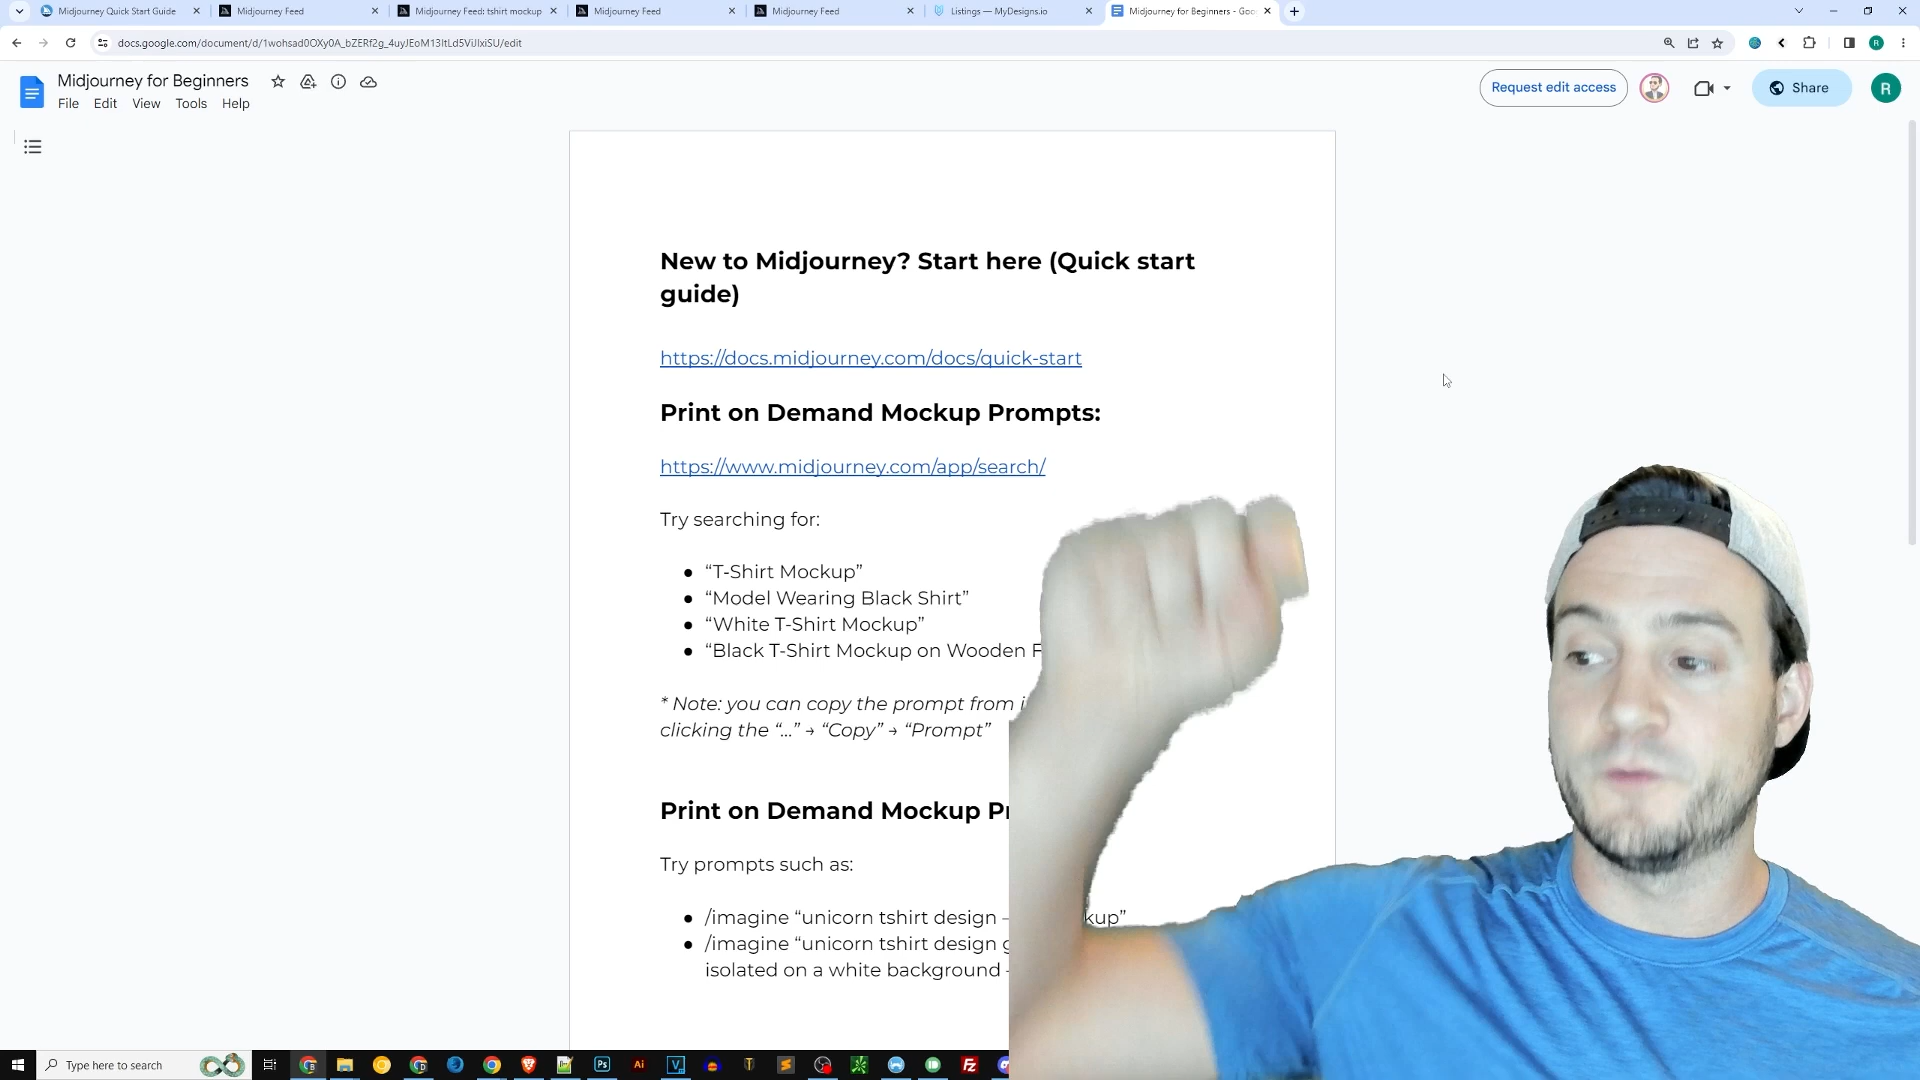 Midjourney Quick Start Guide
Midjourney Feed
Midjourney Feed: tshirt mockup
Midjourney Feed
Midjourney Feed
Listings — MyDesigns.io
Midjourney for Beginners - Goo
docs.google.com/document/d/1wohsad0OXy0A_bZERf2g_4uyJEoM13ItLd5ViJlxiSU/edit
Midjourney for Beginners
File Edit View Tools Help
Request edit access
Share
R
New to Midjourney? Start here (Quick start
guide)
https://docs.midjourney.com/docs/quick-start
Print on Demand Mockup Prompts:
https://www.midjourney.com/app/search/
Try searching for:
● “T-Shirt Mockup”
● “Model Wearing Black Shirt”
● “White T-Shirt Mockup”
● “Black T-Shirt Mockup on Wooden
* Note: you can copy the prompt from
clicking the “...” → “Copy” → “Prompt”
Print on Demand Mockup
Try prompts such as:
● /imagine “unicorn tshirt design
● /imagine “unicorn tshirt design
isolated on a white background
Type here to search